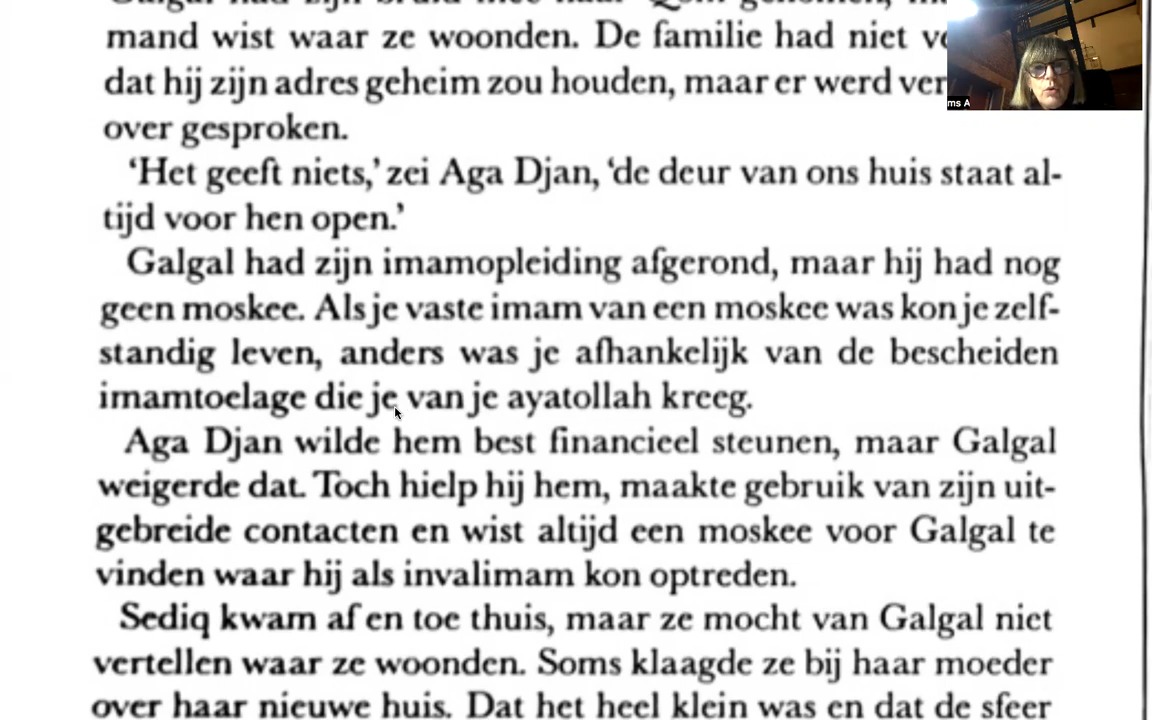 mand wist waar ze woonden. De familie had niet
dat hij zijn adres geheim zou houden, maar er werd
over gesproken.
‘Het geeft niets,’ zei Aga Djan, ‘de deur van ons huis staat al-
tijd voor hen open.’
Galgal had zijn imamopleiding afgerond, maar hij had nog
geen moskee. Als je vaste imam van een moskee was kon je zelf-
standig leven, anders was je afhankelijk van de bescheiden
imamtoelage die je van je ayatollah kreeg.
Aga Djan wilde hem best financieel steunen, maar Galgal
weigerde dat. Toch hielp hij hem, maakte gebruik van zijn uit-
gebreide contacten en wist altijd een moskee voor Galgal te
vinden waar hij als invalimam kon optreden.
Sediq kwam af en toe thuis, maar ze mocht van Galgal niet
vertellen waar ze woonden. Soms klaagde ze bij haar moeder
over haar nieuwe huis. Dat het heel klein was en dat de sfeer
ms A